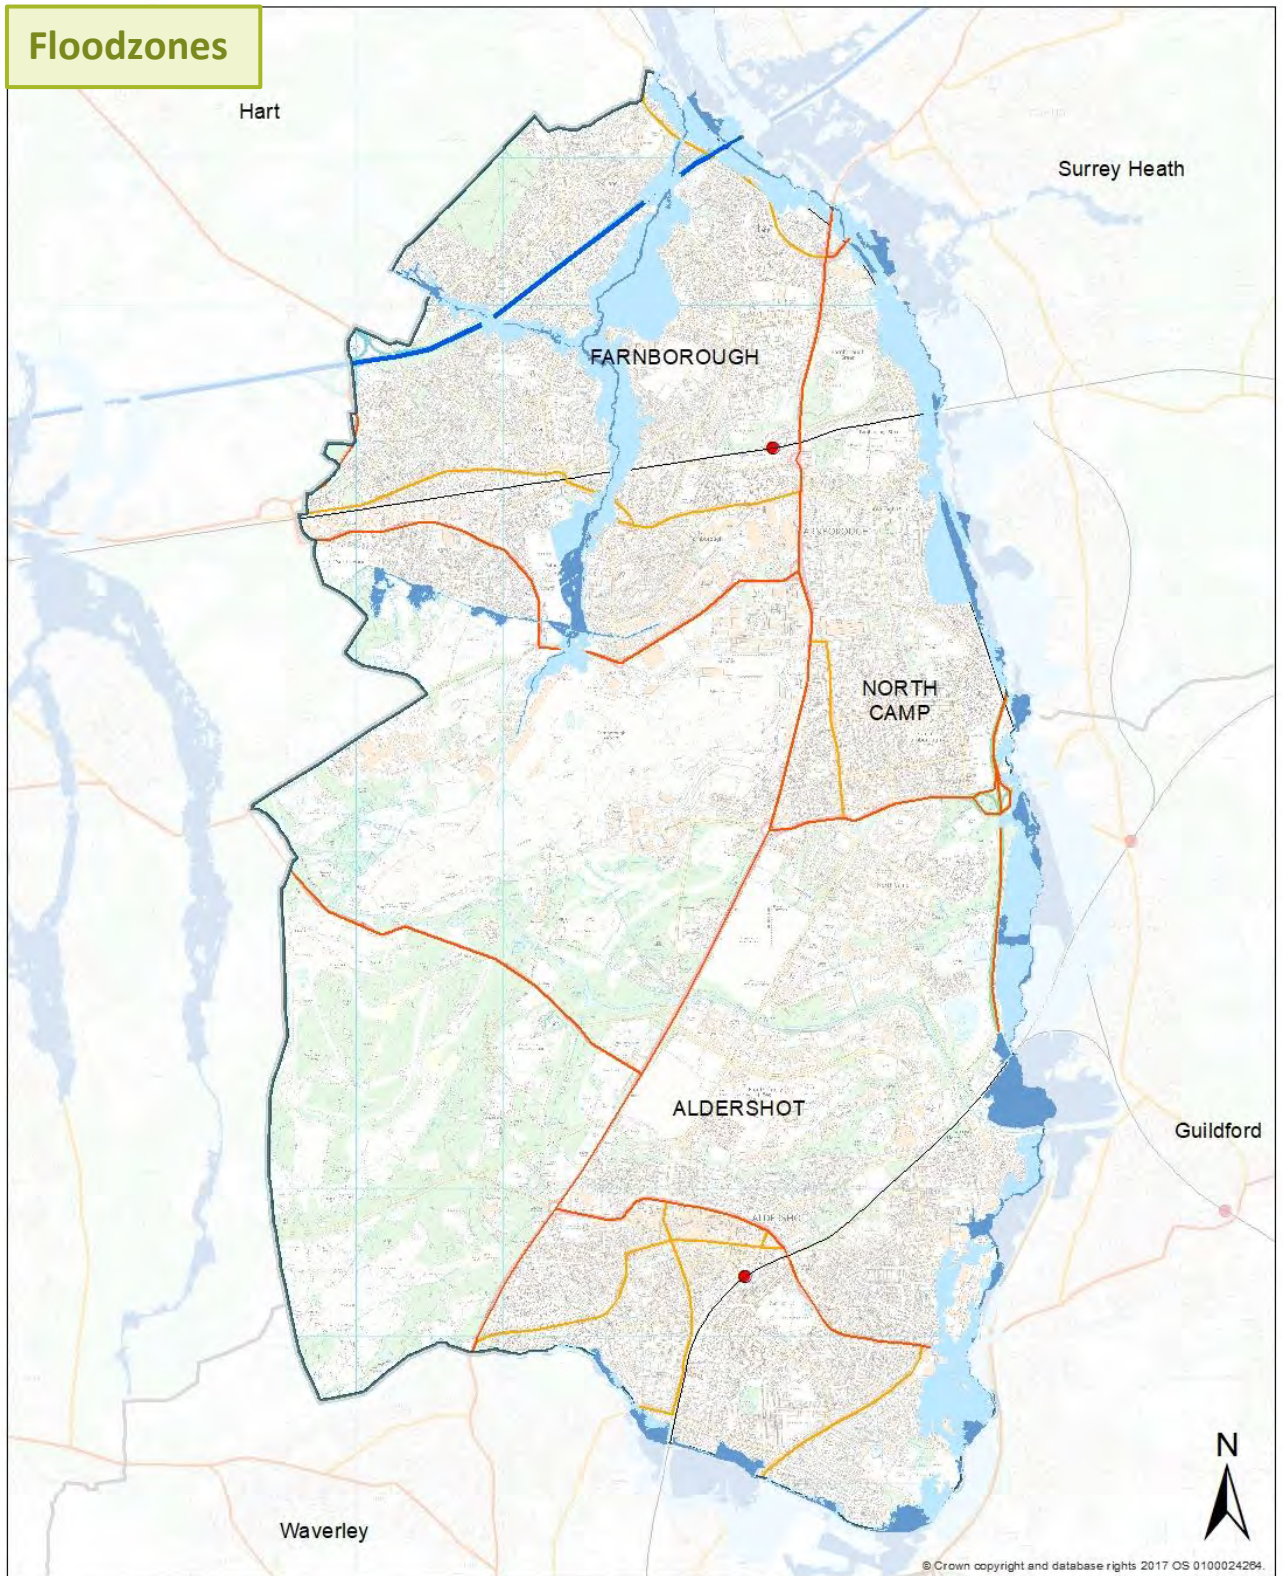 Floodzones
Hart
Surrey Heath
FARNBOROUGH
NORTH
CAMP
ALDERSHOT
Guildford
Waverley
N
© Crown copyright and database rights 2017 OS 0100024264.